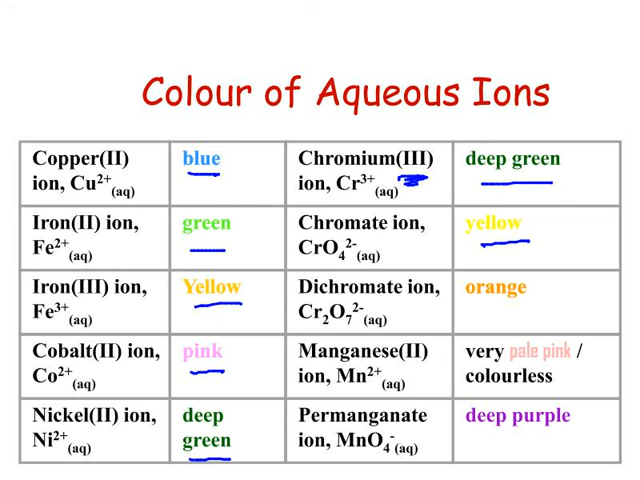 Colour of Aqueous Ions
Copper(II) blue Chromium(III) deep green
ion, Cu²⁺(aq) ion, Cr³⁺(aq)
Iron(II) ion, green Chromate ion, yellow
Fe²⁺(aq) CrO₄²⁻(aq)
Iron(III) ion, Yellow Dichromate ion, orange
Fe³⁺(aq) Cr₂O₇²⁻(aq)
Cobalt(II) ion, pink Manganese(II) very pale pink /
Co²⁺(aq) ion, Mn²⁺(aq) colourless
Nickel(II) ion, deep Permanganate deep purple
Ni²⁺(aq) green ion, MnO₄⁻(aq)